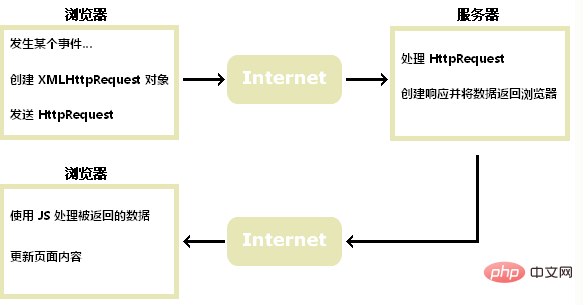 浏览器
发生某个事件...
创建 XMLHttpRequest 对象
发送 HttpRequest
Internet
服务器
处理 HttpRequest
创建响应并将数据返回浏览器
浏览器
使用 JS 处理被返回的数据
更新页面内容
Internet
php 中文网